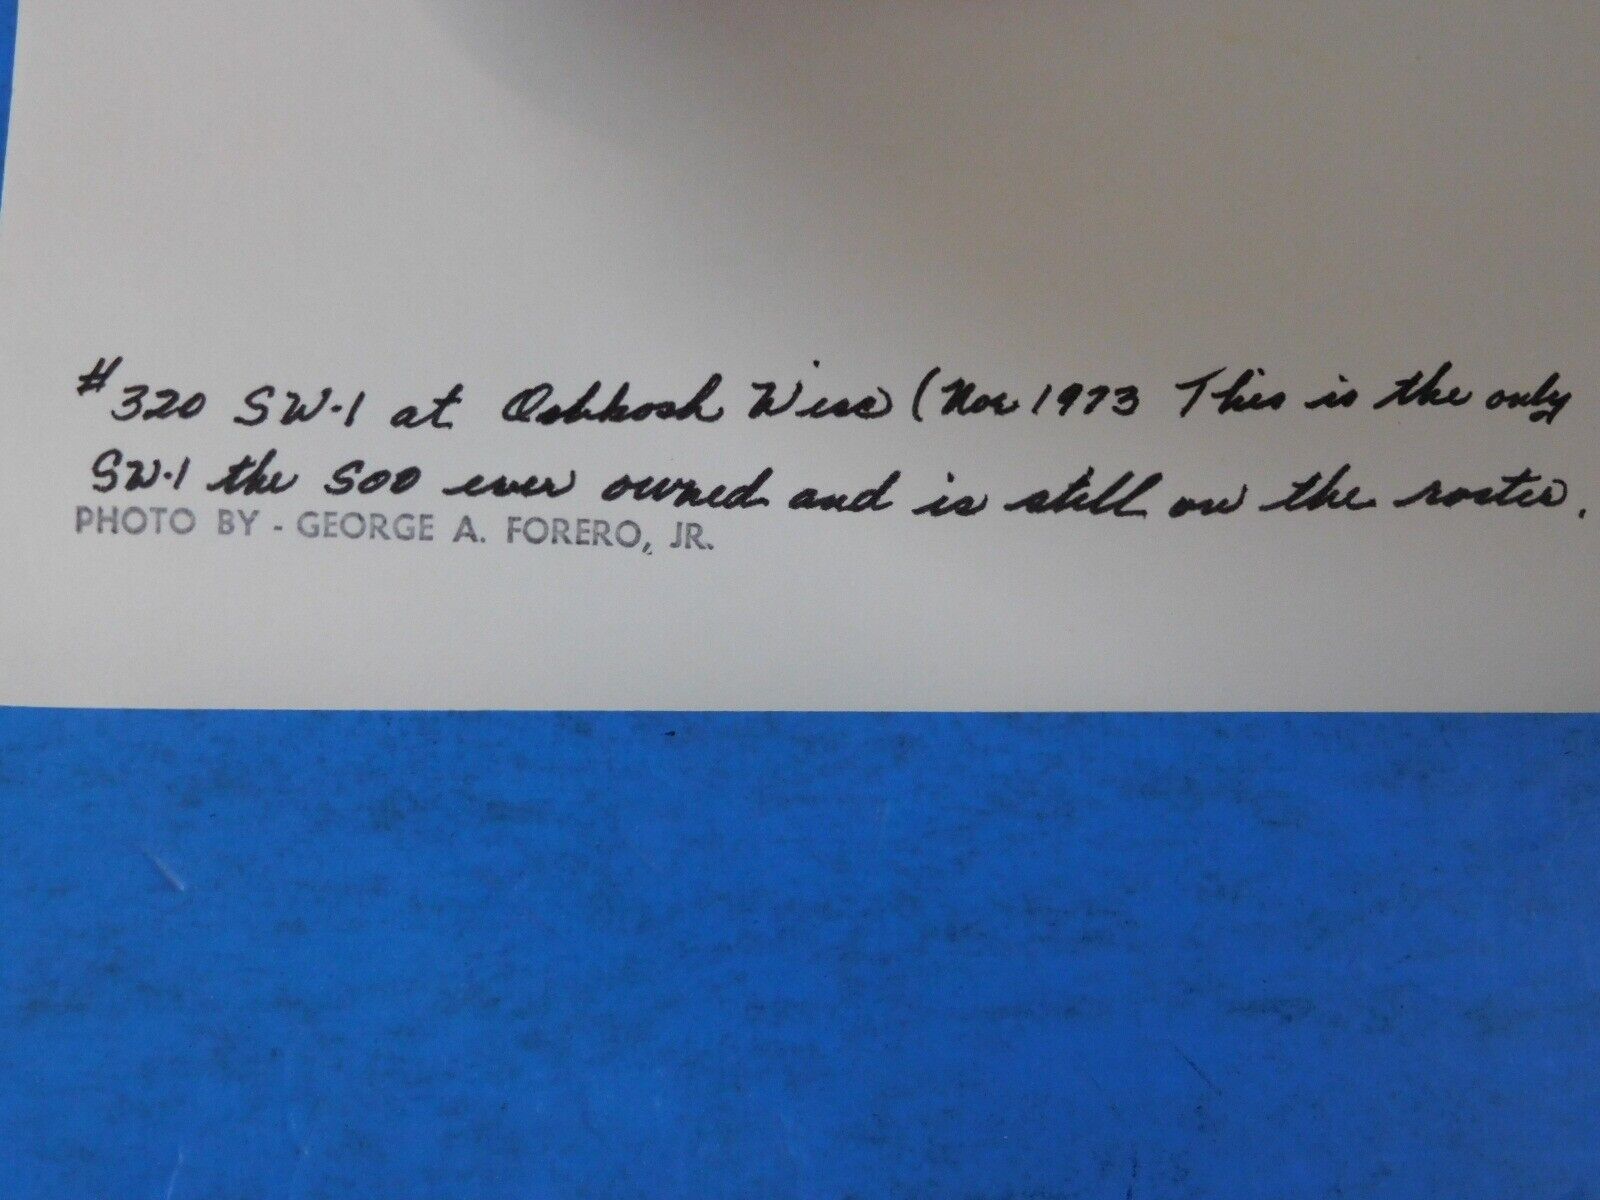 #320 SW-1 at Oshkosh Wisc (Nov 1973 This is the only
SW-1 the SOO ever owned and is still on the roster.
PHOTO BY - GEORGE A. FORERO, JR.